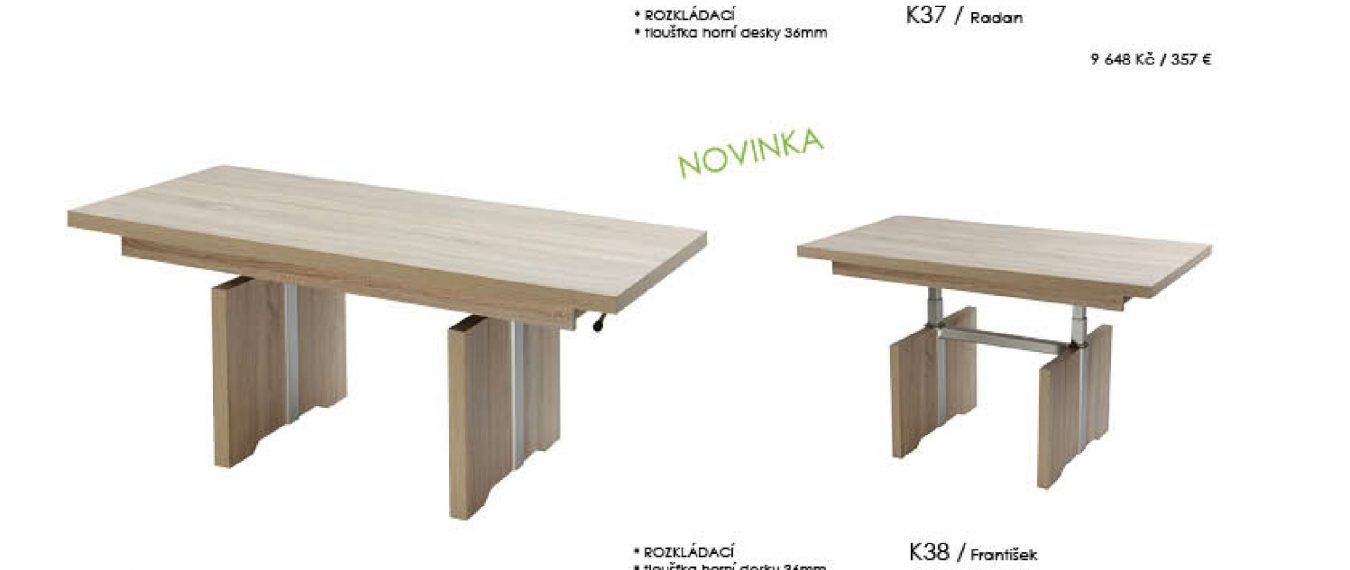 * ROZKLÁDACÍ
* tloušťka horní desky 36mm
K37 / Radan
9 648 Kč / 357 €
NOVINKA
* ROZKLÁDACÍ
* tloušťka horní desky 36mm
K38 / František